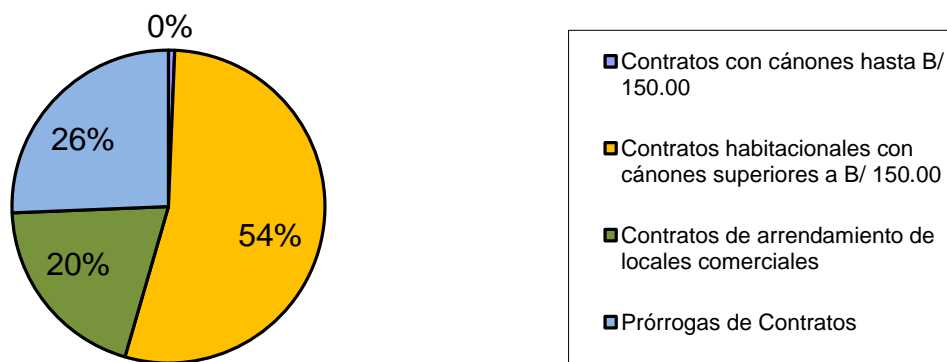 0%
26%
54%
20%
Contratos con cánones hasta B/
150.00
Contratos habitacionales con
cánones superiores a B/ 150.00
Contratos de arrendamiento de
locales comerciales
Prórrogas de Contratos